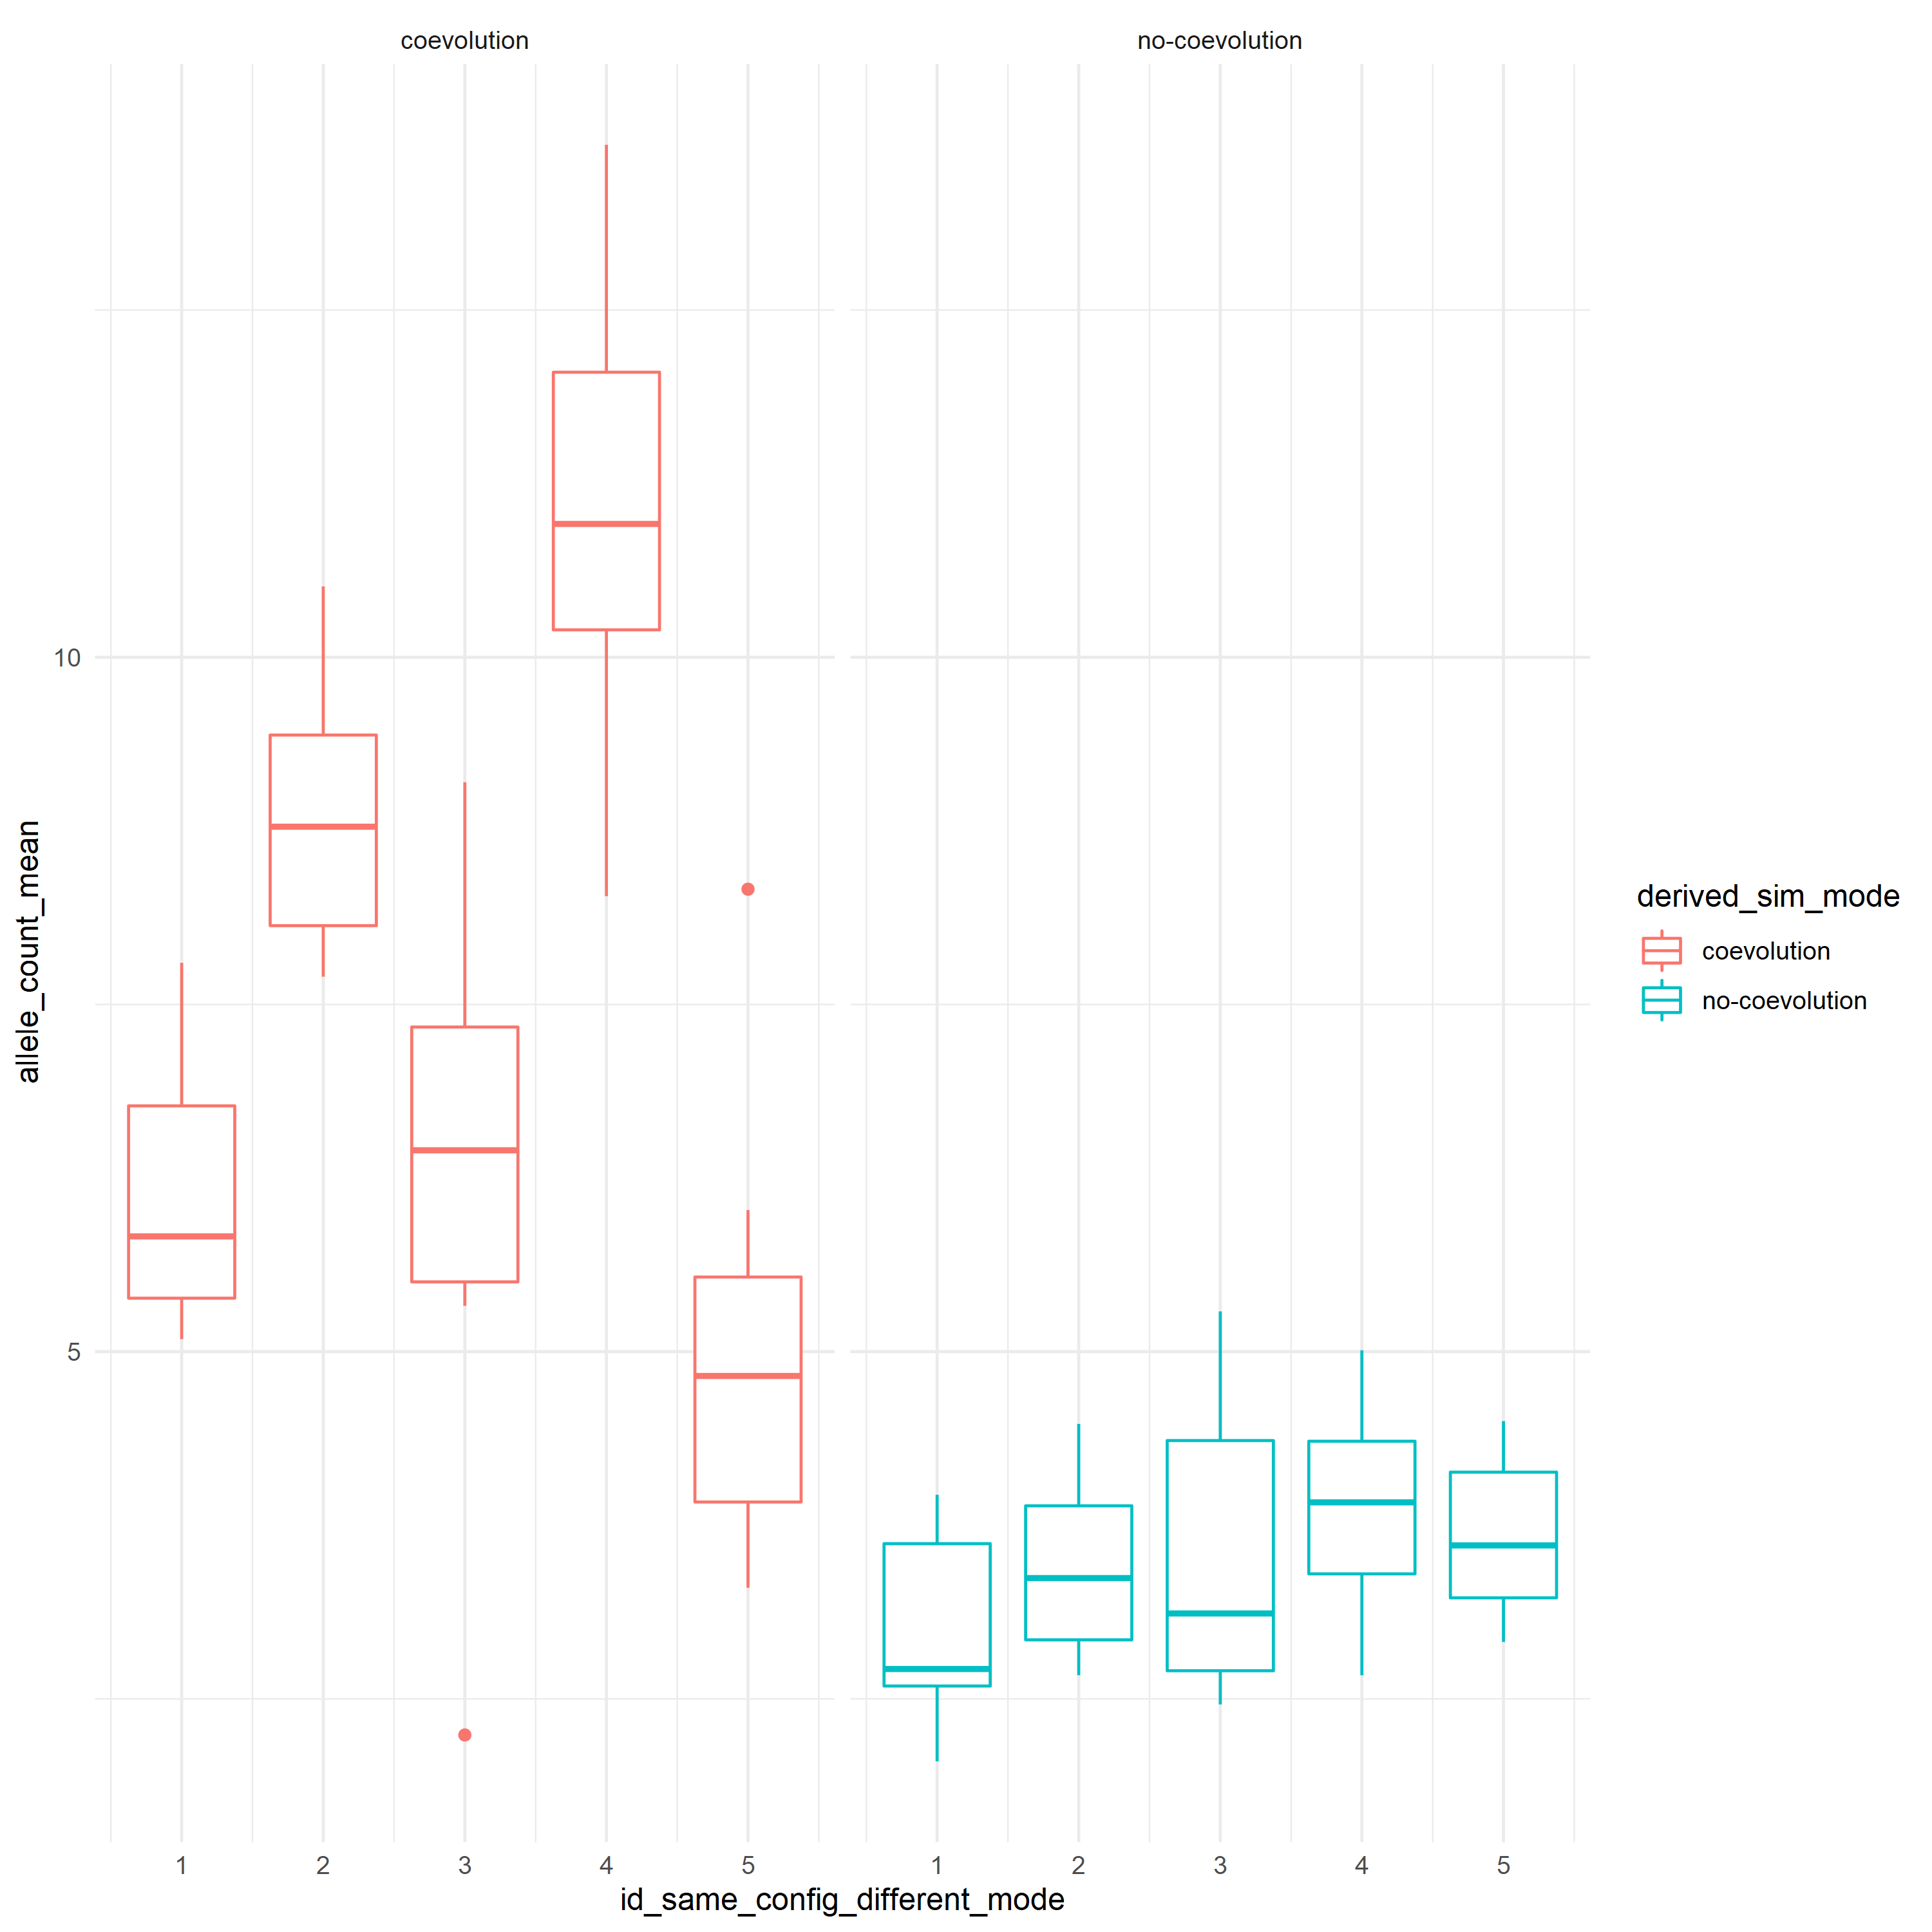 coevolution
no-coevolution
10
5
allele_count_mean
1 2 3 4 5
1 2 3 4 5
id_same_config_different_mode
derived_sim_mode
coevolution
no-coevolution